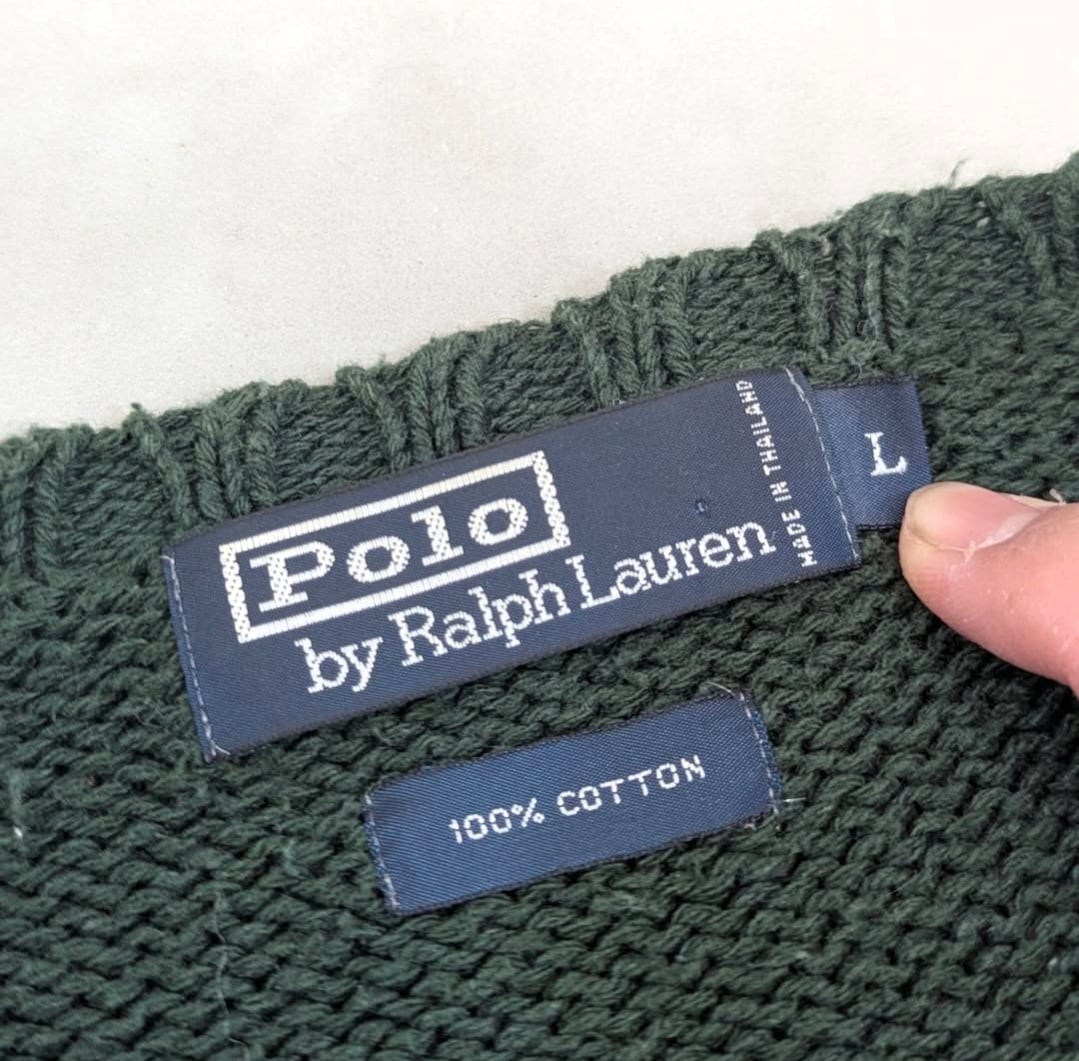 Polo
by Ralph Lauren
MADE IN THAILAND
L
100% COTTON